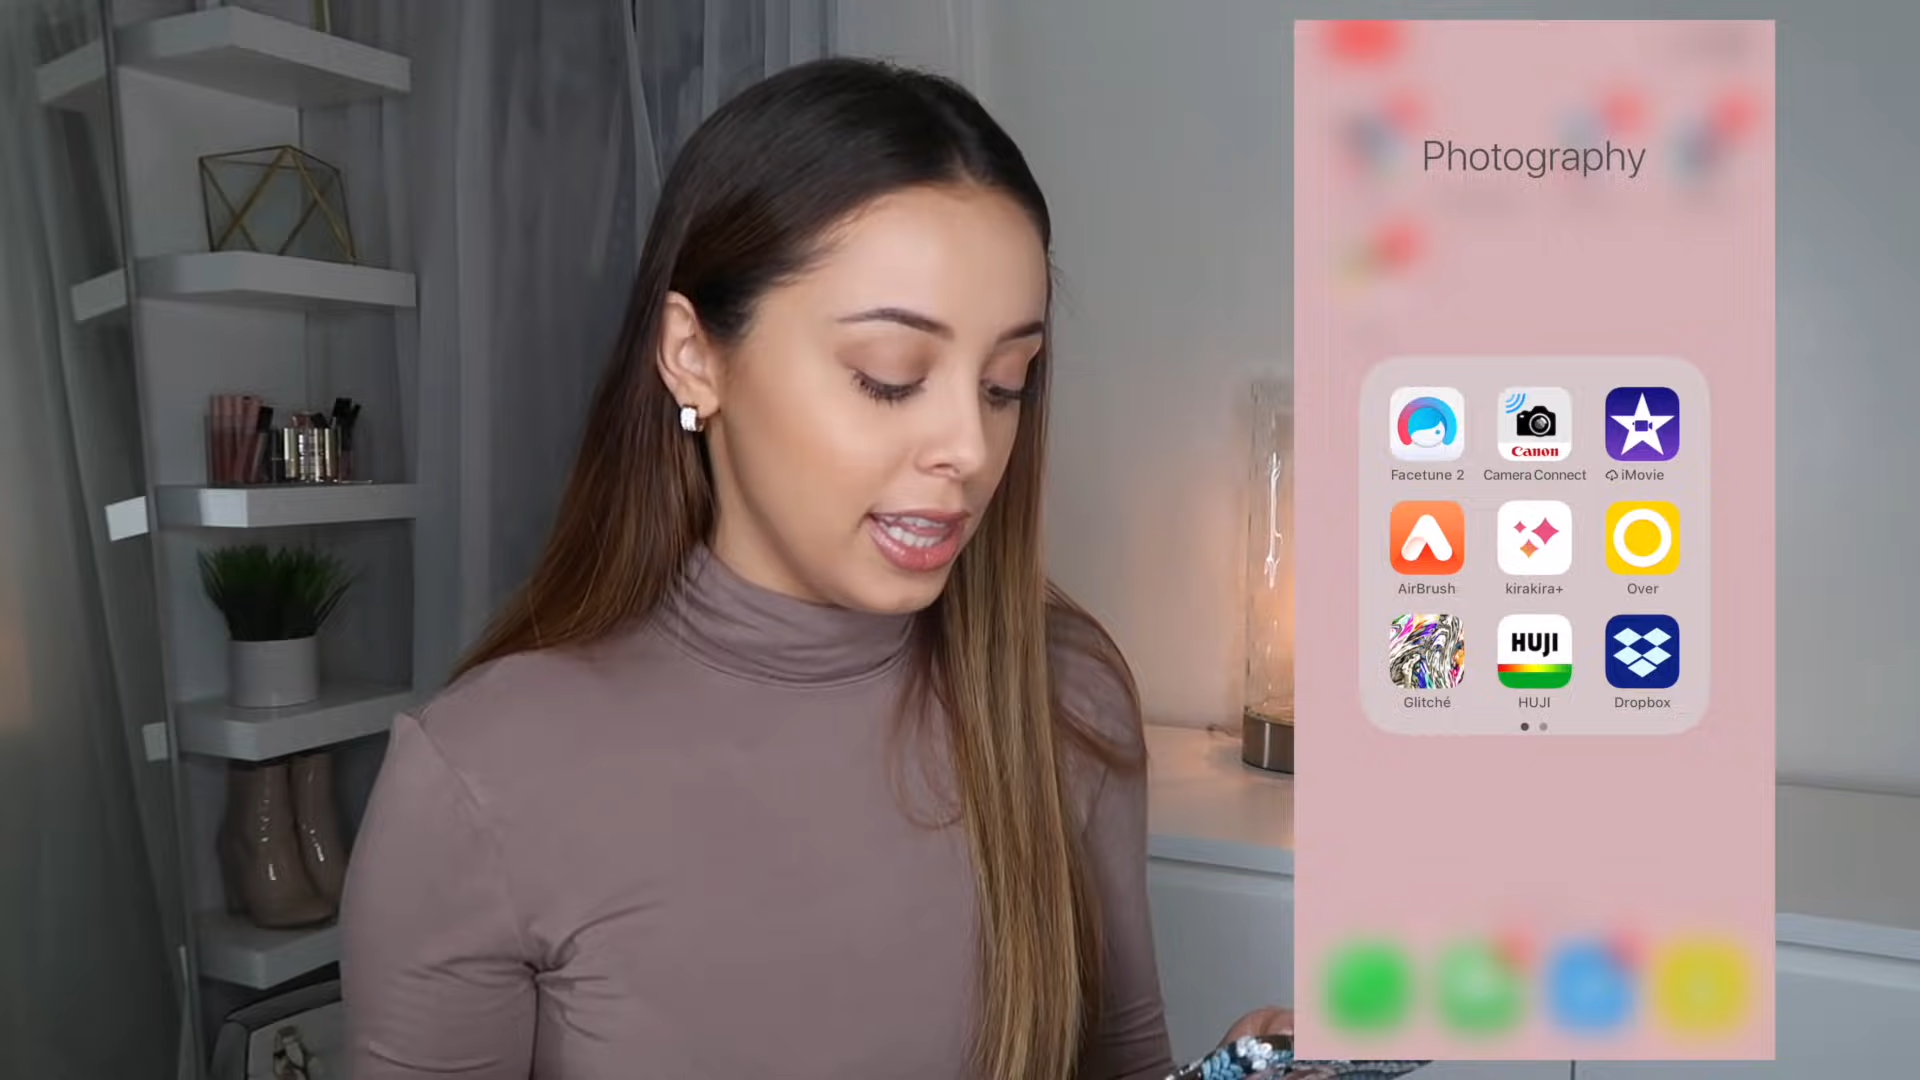 Photography
Canon
Facetune 2 Camera Connect iMovie
AirBrush kirakira+ Over
HUJI
Glitché HUJI Dropbox